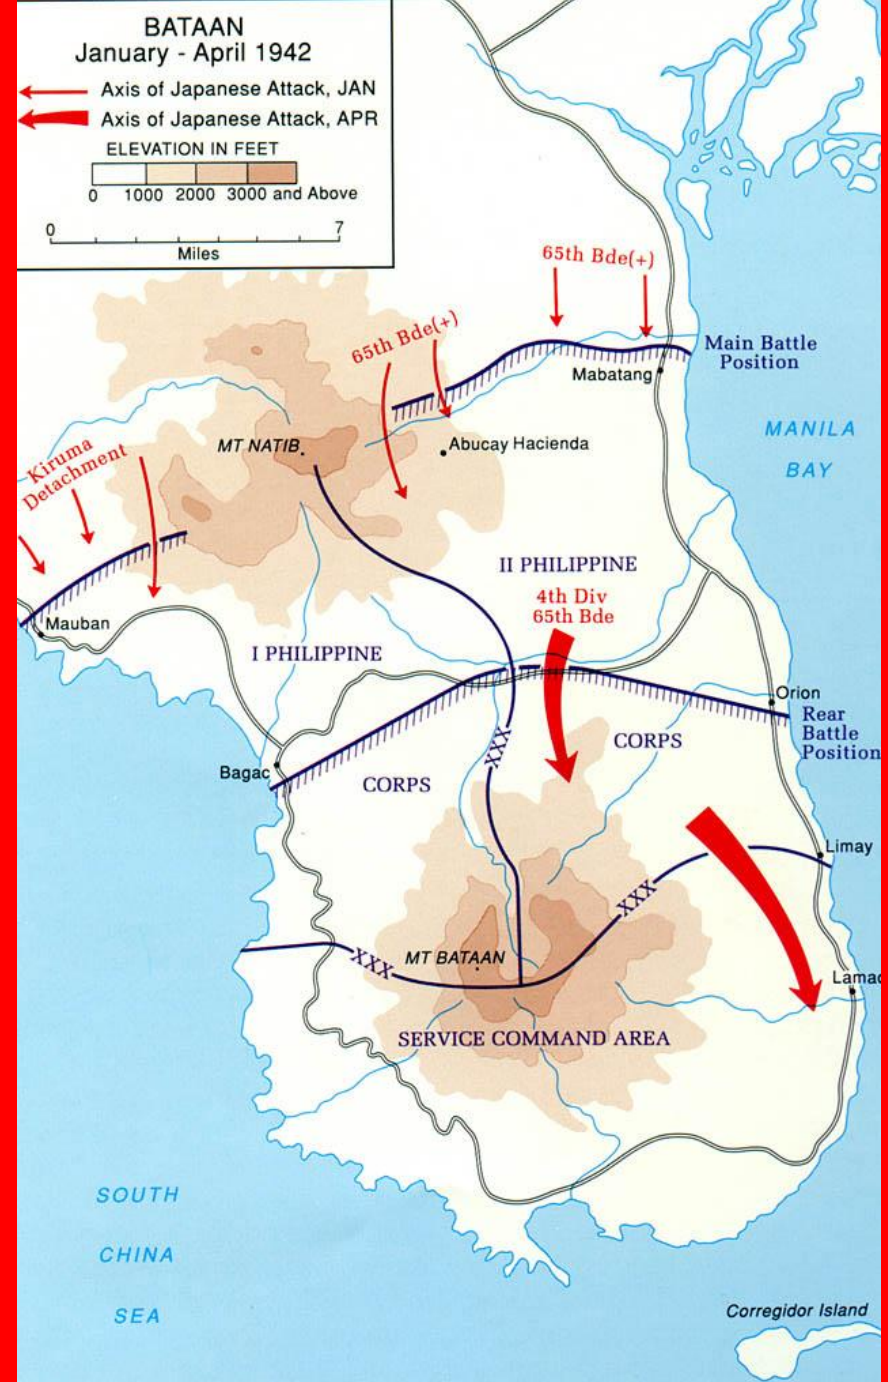 BATAAN
January - April 1942
Axis of Japanese Attack, JAN
Axis of Japanese Attack, APR
ELEVATION IN FEET
0 1000 2000 3000 and Above
0 7
Miles
65th Bde(+)
65th Bde(+)
Main Battle
Position
Mabatang
MANILA
BAY
MT NATIB
Abucay Hacienda
Kiruma
Detachment
II PHILIPPINE
4th Div
65th Bde
Mauban
I PHILIPPINE
Orion
Rear
Battle
Position
XXX
CORPS
Bagac
CORPS
Limay
XXX
XXX
MT BATAAN
Lamao
SERVICE COMMAND AREA
SOUTH
CHINA
SEA
Corregidor Island